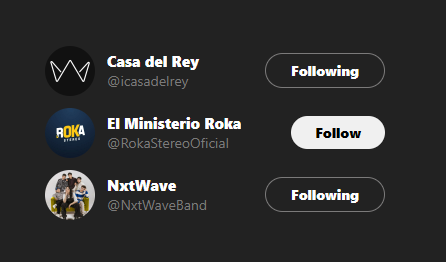 Casa del Rey
@icasadelrey
Following
ROKA
STEREO
El Ministerio Roka
@RokaStereoOficial
Follow
NxtWave
@NxtWaveBand
Following